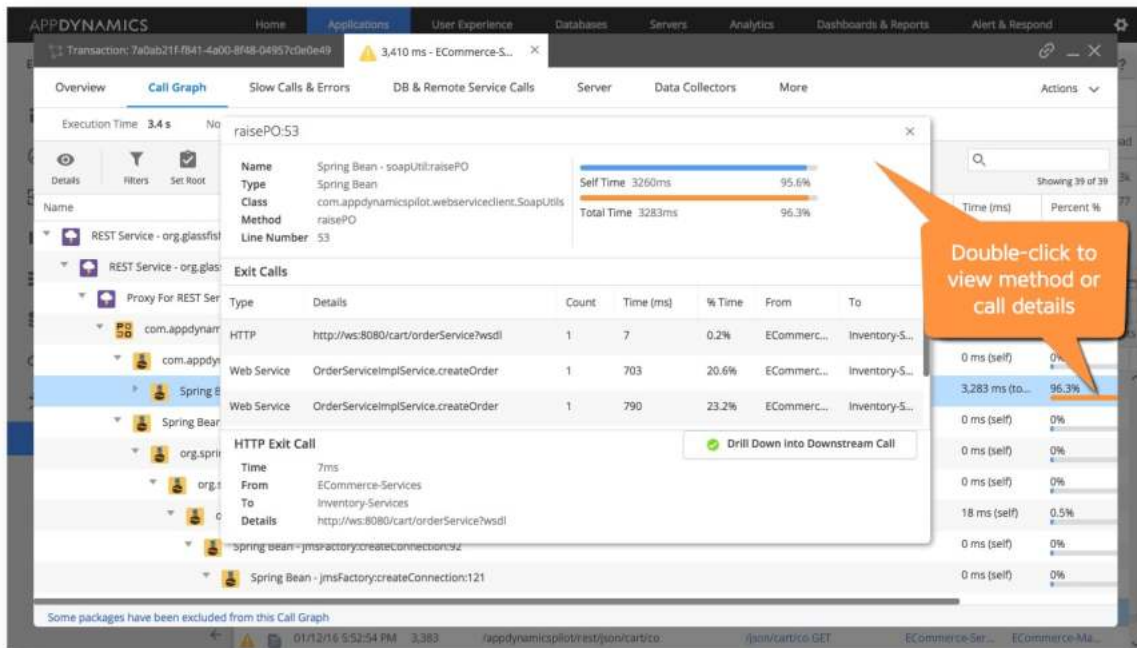 APPDYNAMICS Home Applications User Experience Databases Servers Analytics Dashboards & Reports Alert & Respond
Transaction: 7a0ab21f-f841-4a00-8f48-04957c0e0e49 3,410 ms - ECommerce-S...
Overview Call Graph Slow Calls & Errors DB & Remote Service Calls Server Data Collectors More Actions
Execution Time 3.4 s No
Details Filters Set Root
Showing 39 of 39
Name Time (ms) Percent %
raisePO:53
Name Spring Bean - soapUtil:raisePO
Type Spring Bean
Class com.appdynamicspilot.webserviceclient.SoapUtils
Method raisePO
Line Number 53
Self Time 3260ms 95.6%
Total Time 3283ms 96.3%
Exit Calls
Type Details Count Time (ms) % Time From To
HTTP http://ws:8080/cart/orderService?wsdl 1 7 0.2% ECommerc... Inventory-S...
Web Service OrderServiceImplService.createOrder 1 703 20.6% ECommerc... Inventory-S...
Web Service OrderServiceImplService.createOrder 1 790 23.2% ECommerc... Inventory-S...
HTTP Exit Call Drill Down Into Downstream Call
Time 7ms
From ECommerce-Services
To Inventory-Services
Details http://ws:8080/cart/orderService?wsdl
Double-click to
view method or
call details
REST Service - org.glassfis
REST Service - org.glas
Proxy For REST Ser
com.appdynam
com.appdy 0 ms (self)
Spring B 3,283 ms (to... 96.3%
Spring Bear 0 ms (self) 0%
org.spri 0 ms (self) 0%
org.s 0 ms (self) 0%
18 ms (self) 0.5%
Spring Bean - jmsFactory:createConnection:92 0 ms (self) 0%
Spring Bean - jmsFactory:createConnection:121 0 ms (self) 0%
Some packages have been excluded from this Call Graph
01/12/16 5:52:54 PM 3,383 /appdynamicspilot/rest/json/cart/co /json/cart/co.GET ECommerce-Ser... ECommerce-Ma...